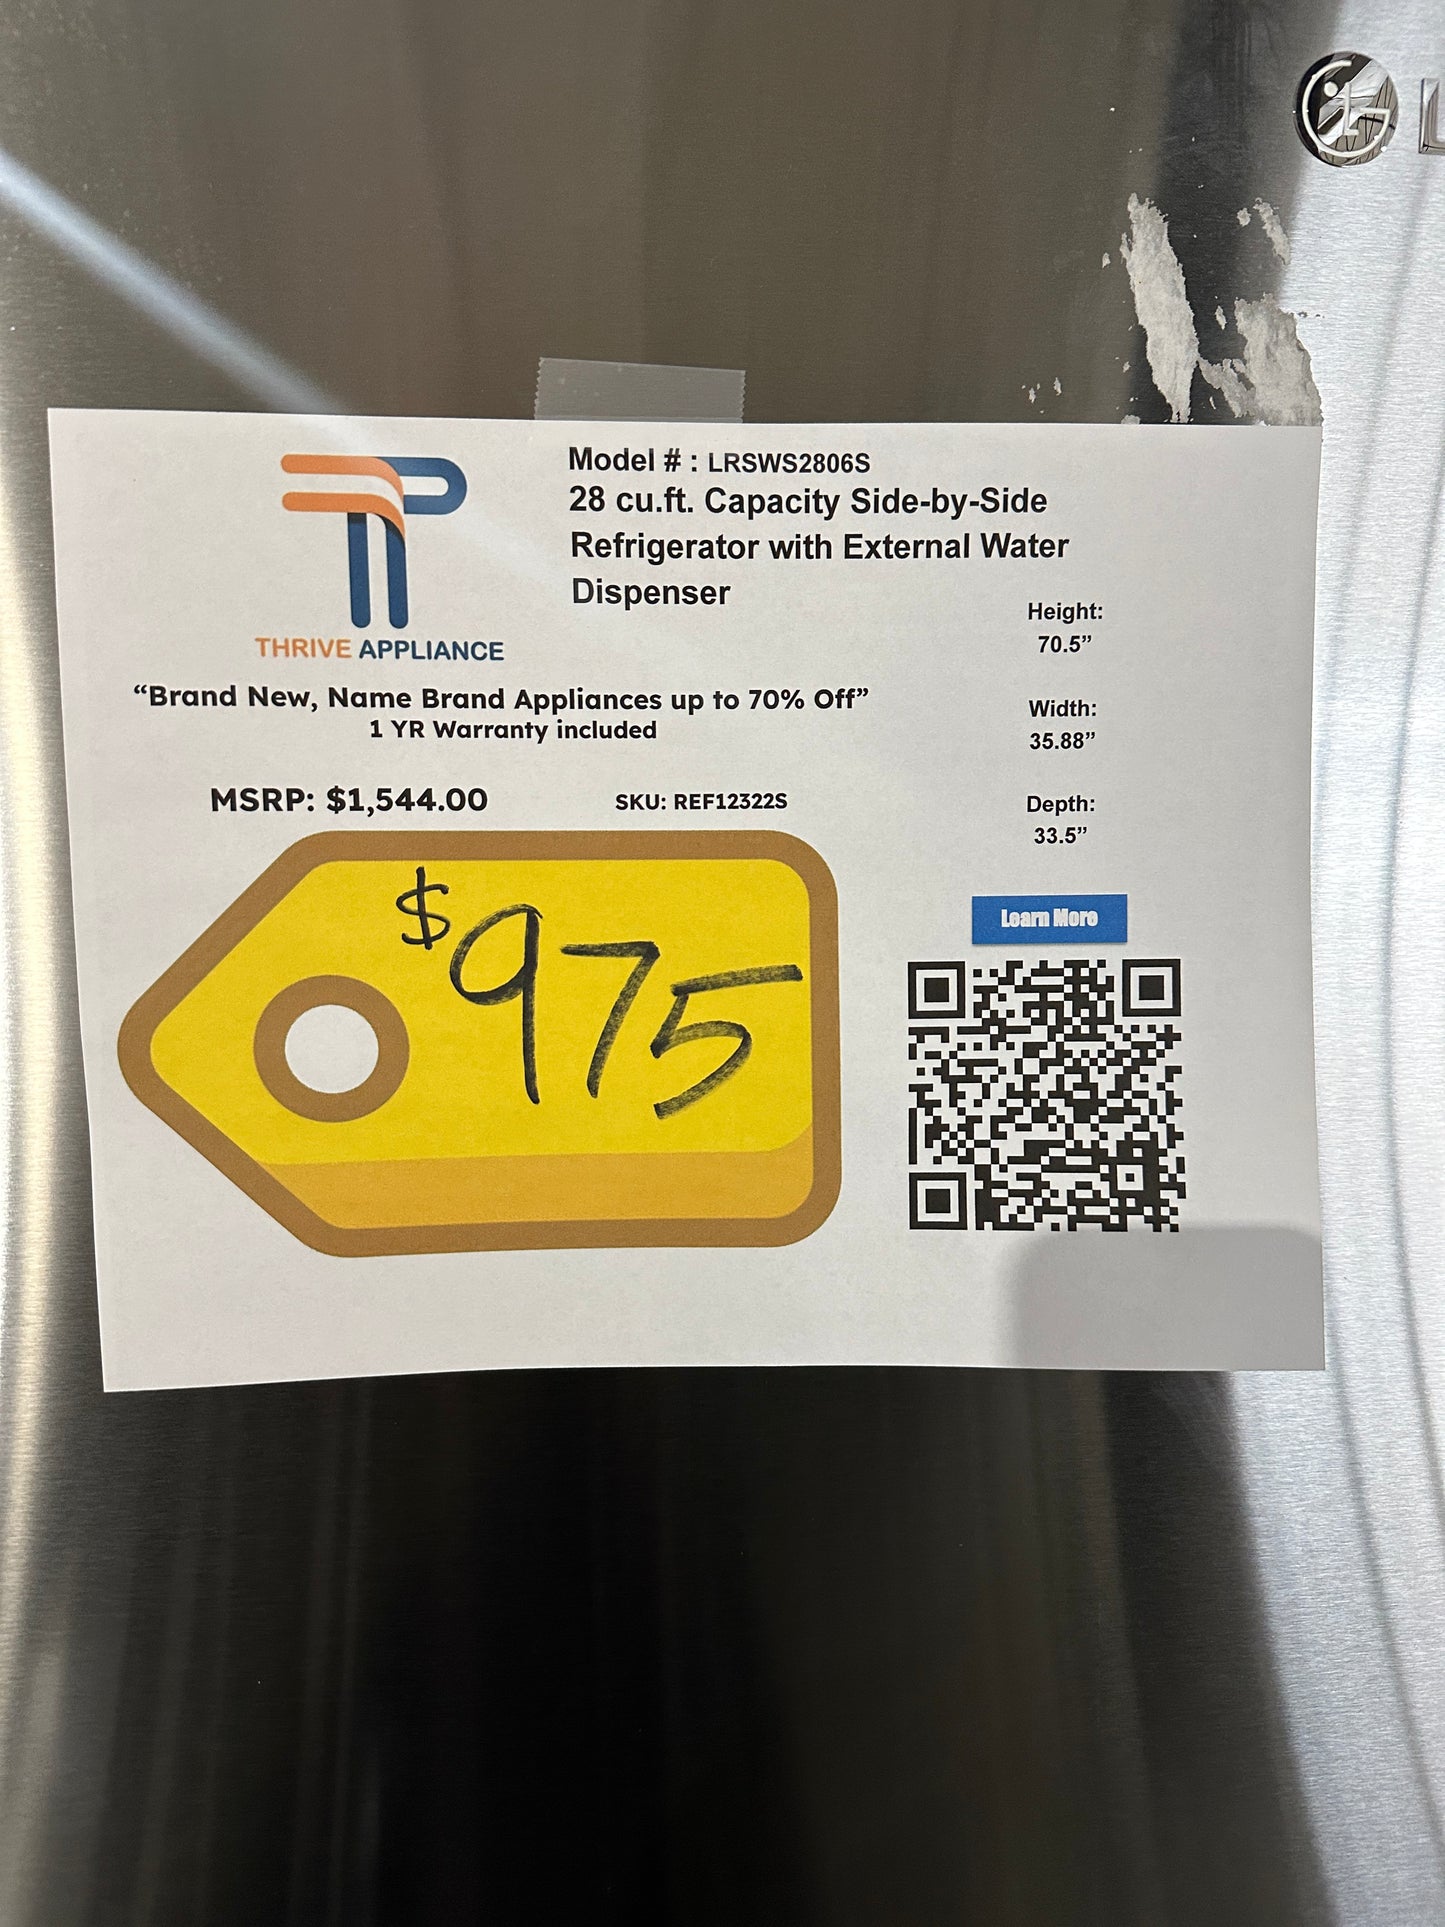 LG
L
Model # : LRSWS2806S
28 cu.ft. Capacity Side-by-Side
Refrigerator with External Water
Dispenser
THRIVE APPLIANCE
“Brand New, Name Brand Appliances up to 70% Off”
1 YR Warranty included
MSRP: $1,544.00
SKU: REF12322S
Height:
70.5”
Width:
35.88”
Depth:
33.5”
$975
Learn More